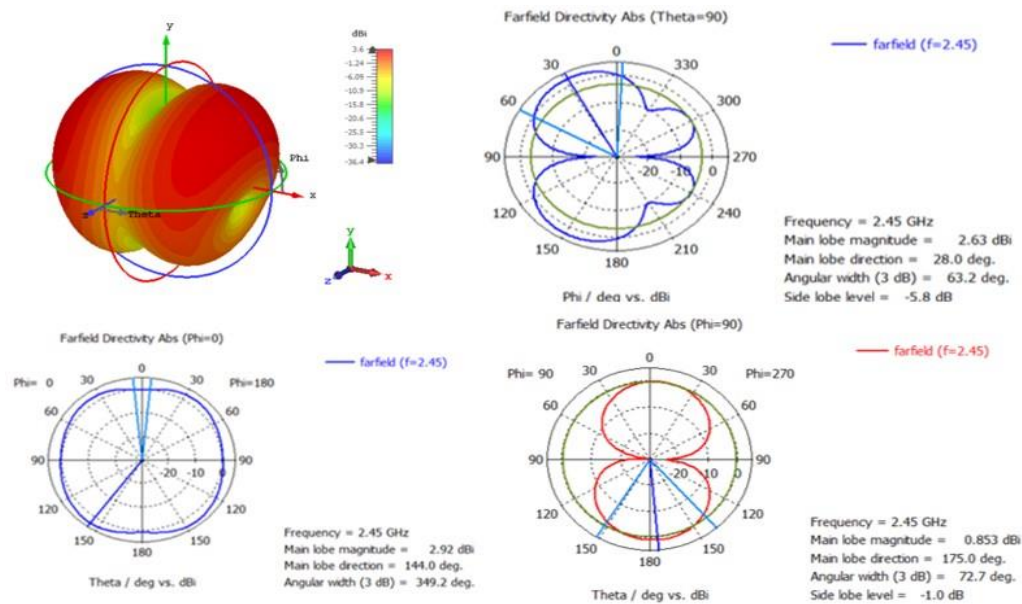 y
dBi
3.6
-1.24
-6.09
-10.9
-15.8
-20.6
-25.5
-30.3
-36.4
Phi
x
z
Theta
y
z
x
Farfield Directivity Abs (Theta=90)
farfield (f=2.45)
0
30
330
60
300
90
-20
-10
0
270
120
240
150
210
180
Phi / deg vs. dBi
Frequency = 2.45 GHz
Main lobe magnitude = 2.63 dBi
Main lobe direction = 28.0 deg.
Angular width (3 dB) = 63.2 deg.
Side lobe level = -5.8 dB
Farfield Directivity Abs (Phi=0)
farfield (f=2.45)
0
Phi= 0
30
30
Phi=180
60
60
90
-20
-10
0
90
120
120
150
150
180
Theta / deg vs. dBi
Frequency = 2.45 GHz
Main lobe magnitude = 2.92 dBi
Main lobe direction = 144.0 deg.
Angular width (3 dB) = 349.2 deg.
Farfield Directivity Abs (Phi=90)
farfield (f=2.45)
0
Phi= 90
30
30
Phi=270
60
60
90
-20
-10
0
90
120
120
150
150
180
Theta / deg vs. dBi
Frequency = 2.45 GHz
Main lobe magnitude = 0.853 dBi
Main lobe direction = 175.0 deg.
Angular width (3 dB) = 72.7 deg.
Side lobe level = -1.0 dB